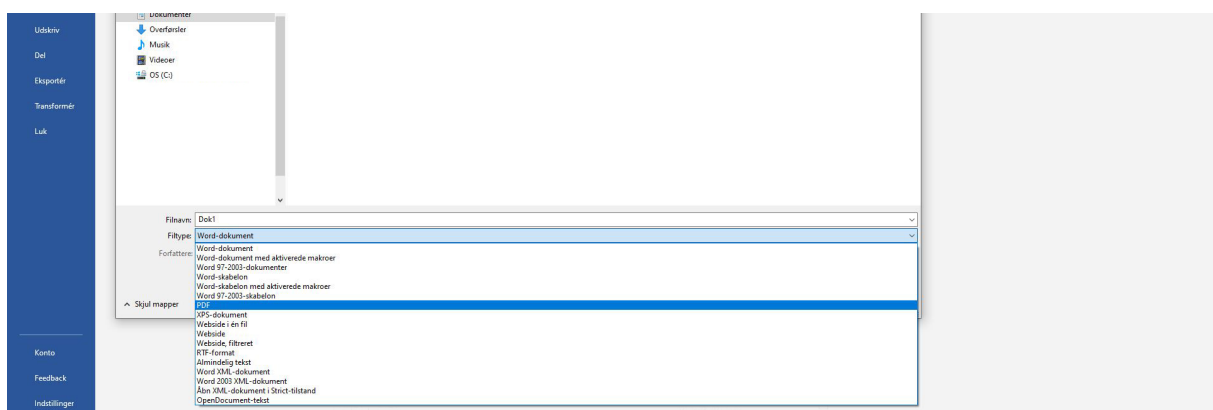 Dokumenter
Overførsler
Musik
Videoer
OS (C:)
Udskriv
Del
Eksportér
Transformér
Luk
Filnavn: Dok1
Filtype: Word-dokument
Forfattere:
Word-dokument
Word-dokument med aktiverede makroer
Word 97-2003-dokumenter
Word-skabelon
Word-skabelon med aktiverede makroer
Word 97-2003-skabelon
PDF
XPS-dokument
Webside i én fil
Webside
Webside, filtreret
RTF-format
Almindelig tekst
Word XML-dokument
Word 2003 XML-dokument
Åbn XML-dokument i Strict-tilstand
OpenDocument-tekst
Skjul mapper
Konto
Feedback
Indstillinger